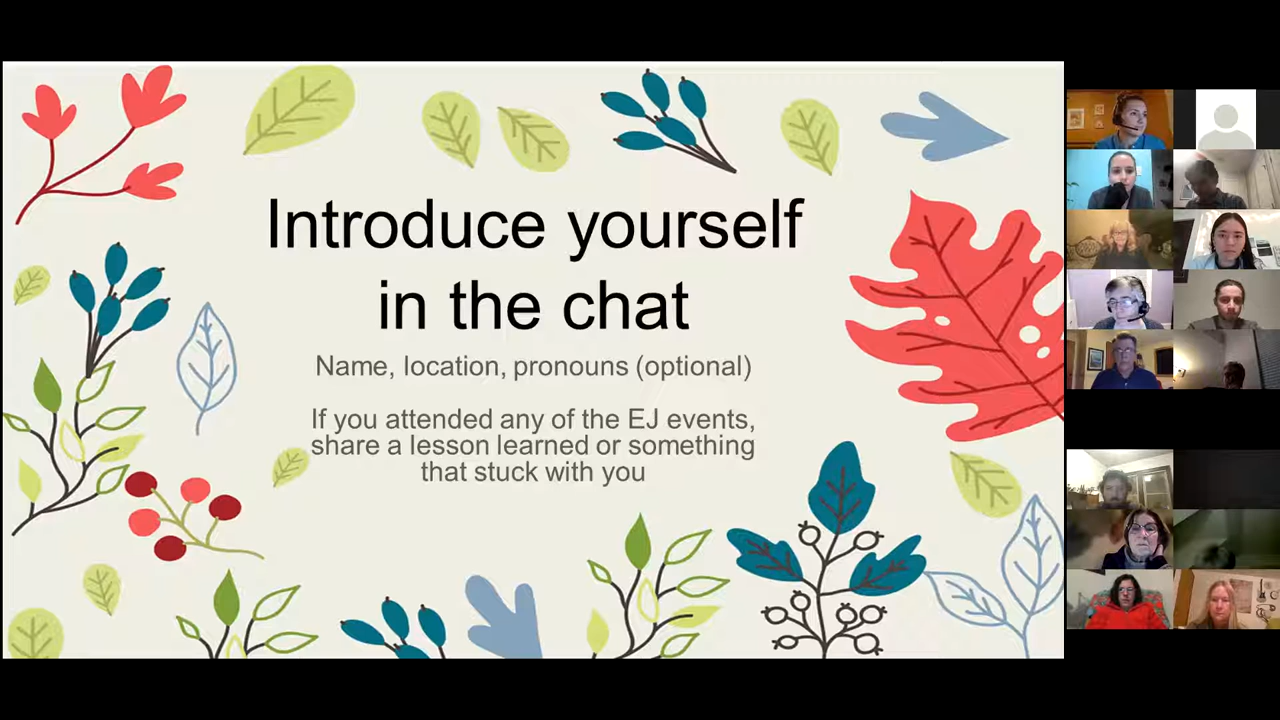 Introduce yourself
in the chat
Name, location, pronouns (optional)
If you attended any of the EJ events,
share a lesson learned or something
that stuck with you